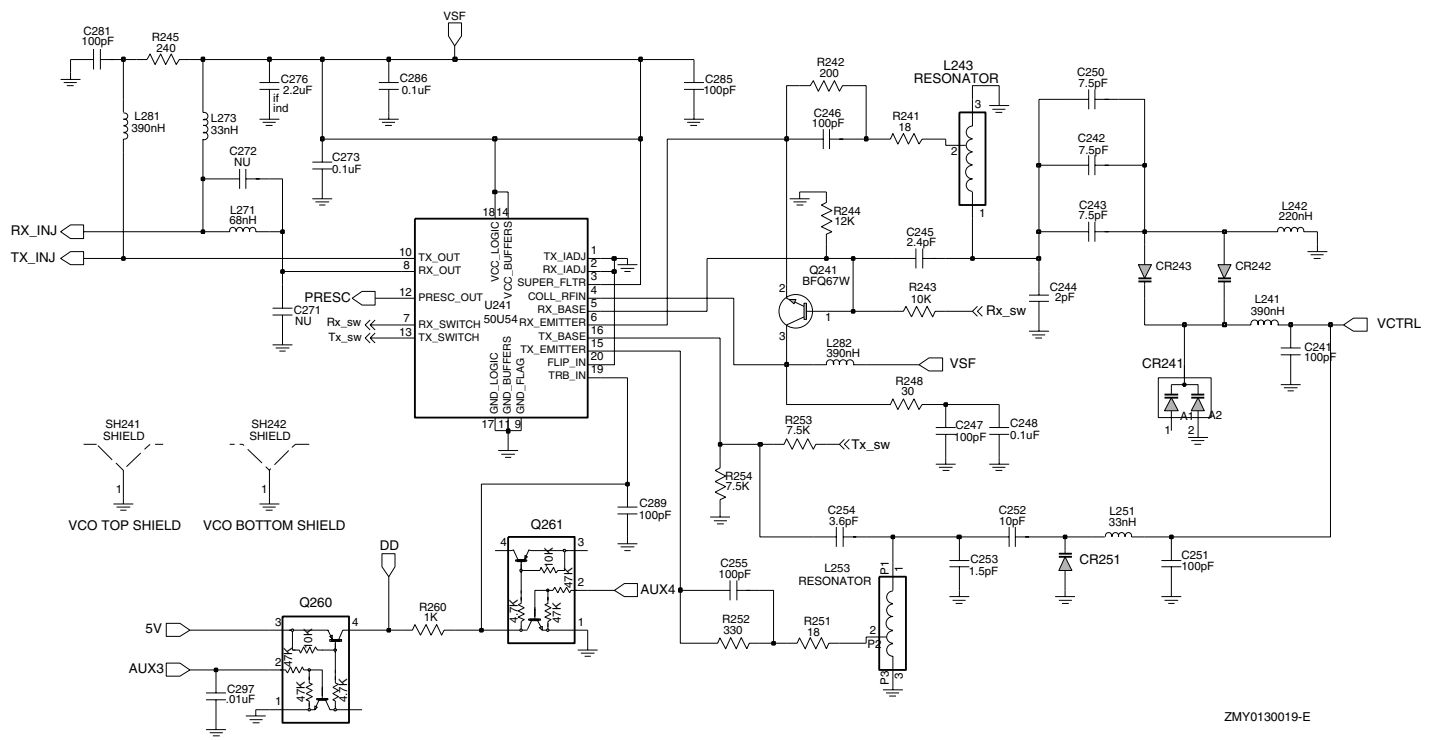 VSF
C281
100pF
R245
240
C276
2.2uF
if
ind
C286
0.1uF
C285
100pF
R242
200
L243
RESONATOR
3
2
1
C250
7.5pF
L281
390nH
L273
33nH
C272
NU
C273
0.1uF
C246
100pF
R241
18
C242
7.5pF
L271
68nH
RX_INJ
TX_INJ
R244
12K
C245
2.4pF
C243
7.5pF
L242
220nH
18
14
VCC_LOGIC
VCC_BUFFERS
10
TX_OUT
8
RX_OUT
12
PRESC_OUT
7
RX_SWITCH
13
TX_SWITCH
PRESC
Rx_sw
Tx_sw
C271
NU
U241
50U54
TX_IADJ
1
RX_IADJ
2
SUPER_FLTR
3
COLL_RFIN
4
RX_BASE
5
RX_EMITTER
6
TX_BASE
16
TX_EMITTER
15
FLIP_IN
20
TRB_IN
19
GND_LOGIC
GND_BUFFERS
GND_FLAG
17
11
9
Q241
BFQ67W
2
1
3
R243
10K
Rx_sw
C244
2pF
CR243
CR242
L241
390nH
VCTRL
C241
100pF
CR241
A1
A2
1
2
L282
390nH
VSF
R248
30
C247
100pF
C248
0.1uF
R253
7.5K
Tx_sw
R254
7.5K
SH241
SHIELD
1
VCO TOP SHIELD
SH242
SHIELD
1
VCO BOTTOM SHIELD
C289
100pF
C254
3.6pF
C252
10pF
L251
33nH
C253
1.5pF
CR251
C251
100pF
DD
Q261
4
3
10K
47K
2
4.7K
47K
1
AUX4
C255
100pF
L253
RESONATOR
P1
1
2
P2
P3
3
R252
330
R251
18
Q260
5V
3
4
10K
47K
AUX3
2
47K
4.7K
1
C297
.01uF
R260
1K
ZMY0130019-E